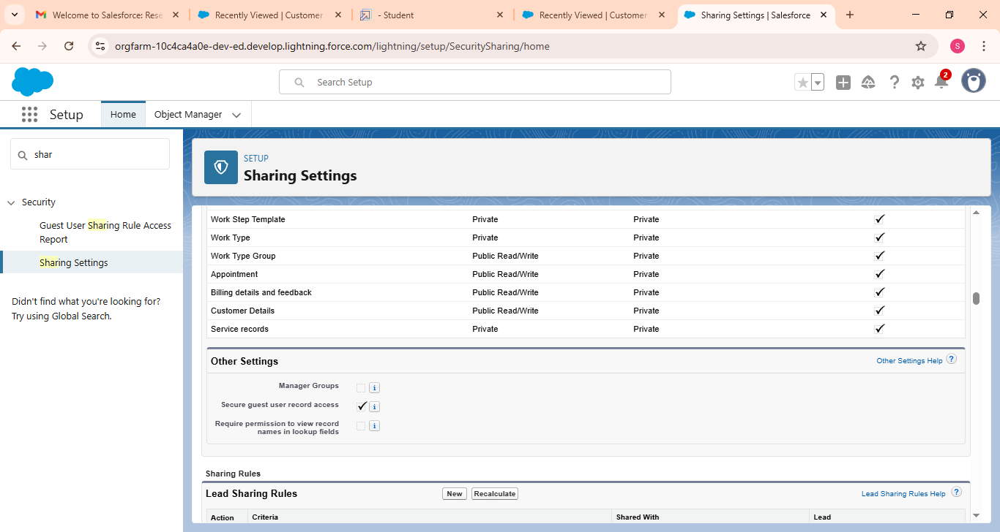 Welcome to Salesforce: Rese
Recently Viewed | Customer
- Student
Recently Viewed | Customer
Sharing Settings | Salesforce
orgfarm-10c4ca4a0e-dev-ed.develop.lightning.force.com/lightning/setup/SecuritySharing/home
S
Search Setup
2
Setup
Home
Object Manager
shar
Security
Guest User Sharing Rule Access
Report
Sharing Settings
Didn't find what you're looking for?
Try using Global Search.
SETUP
Sharing Settings
Work Step Template Private Private
Work Type Private Private
Work Type Group Public Read/Write Private
Appointment Public Read/Write Private
Billing details and feedback Public Read/Write Private
Customer Details Public Read/Write Private
Service records Private Private
Other Settings
Other Settings Help ?
Manager Groups i
Secure guest user record access i
Require permission to view record
names in lookup fields i
Sharing Rules
Lead Sharing Rules New Recalculate Lead Sharing Rules Help ?
Action Criteria Shared With Lead